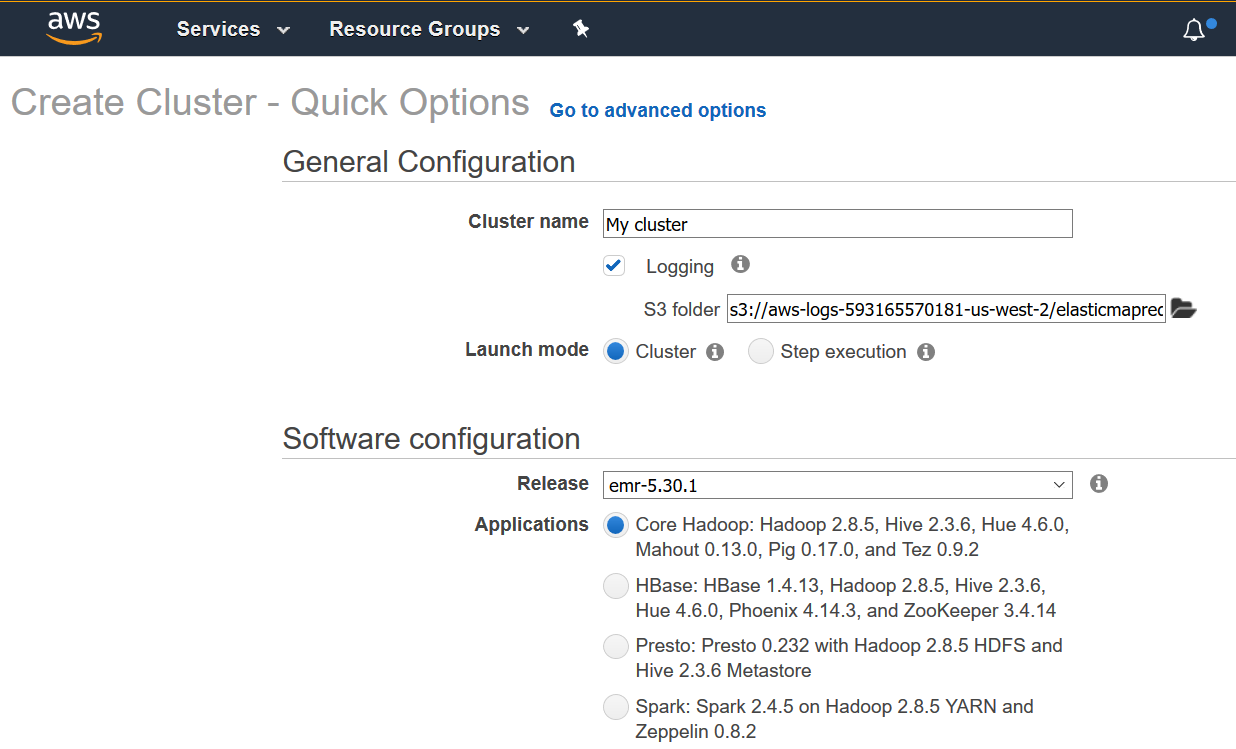 aws Services Resource Groups
Create Cluster - Quick Options Go to advanced options
General Configuration
Cluster name My cluster
Logging
S3 folder s3://aws-logs-593165570181-us-west-2/elasticmaprec
Launch mode Cluster Step execution
Software configuration
Release emr-5.30.1
Applications Core Hadoop: Hadoop 2.8.5, Hive 2.3.6, Hue 4.6.0,
Mahout 0.13.0, Pig 0.17.0, and Tez 0.9.2
HBase: HBase 1.4.13, Hadoop 2.8.5, Hive 2.3.6,
Hue 4.6.0, Phoenix 4.14.3, and ZooKeeper 3.4.14
Presto: Presto 0.232 with Hadoop 2.8.5 HDFS and
Hive 2.3.6 Metastore
Spark: Spark 2.4.5 on Hadoop 2.8.5 YARN and
Zeppelin 0.8.2